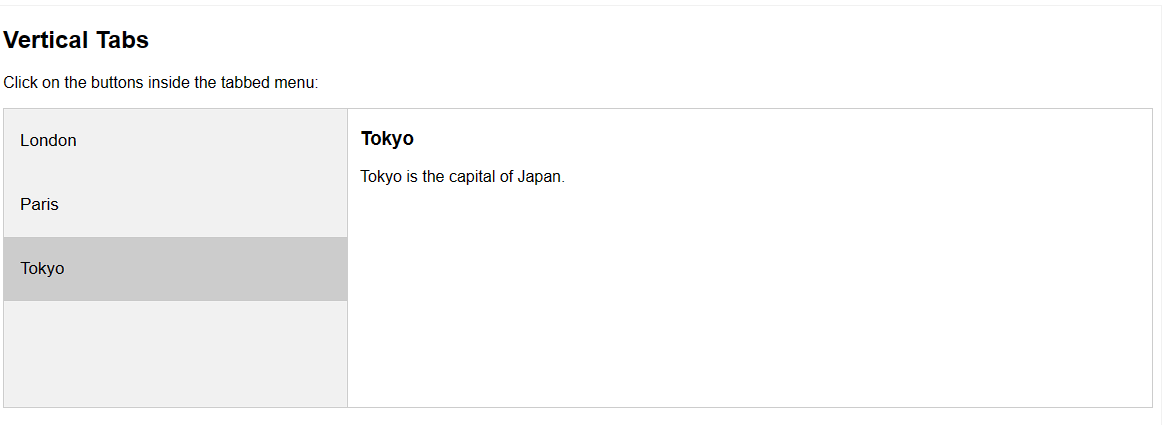 Vertical Tabs
Click on the buttons inside the tabbed menu:
London
Paris
Tokyo
Tokyo
Tokyo is the capital of Japan.